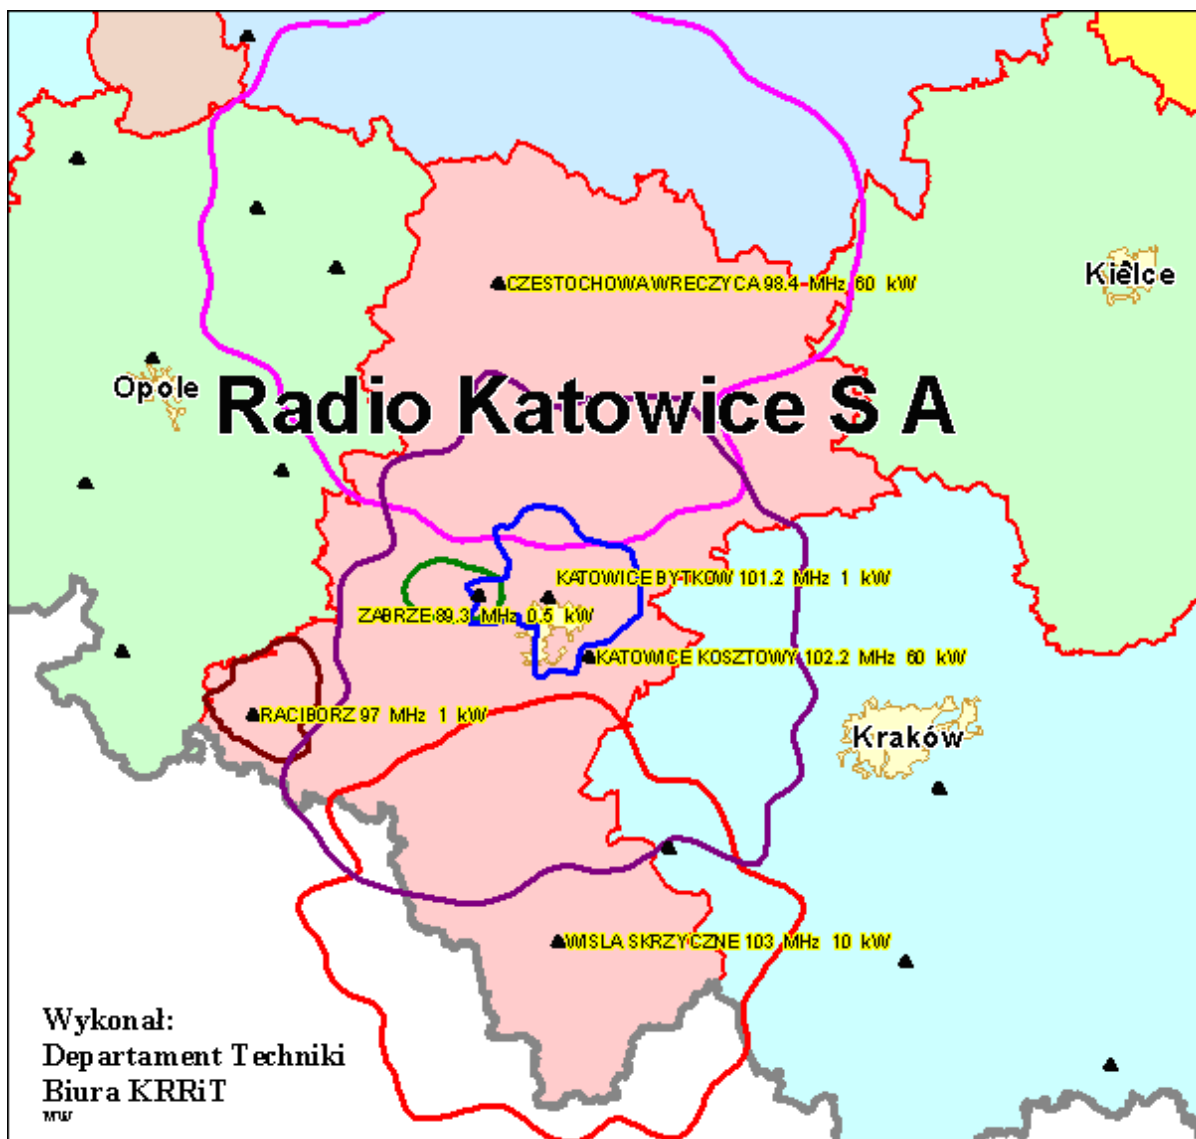 CZESTOCHOWA WRECZYCA 98.4 MHz 60 kW
Kielce
Opole
Radio Katowice S A
KATOWICE BYTKOW 101.2 MHz 1 kW
ZABRZE 89.3 MHz 0.5 kW
KATOWICE KOSZTOWY 102.2 MHz 60 kW
RACIBORZ 97 MHz 1 kW
Kraków
WISLA SKRZYCZNE 103 MHz 10 kW
Wykonał:
Departament Techniki
Biura KRRiT
MW